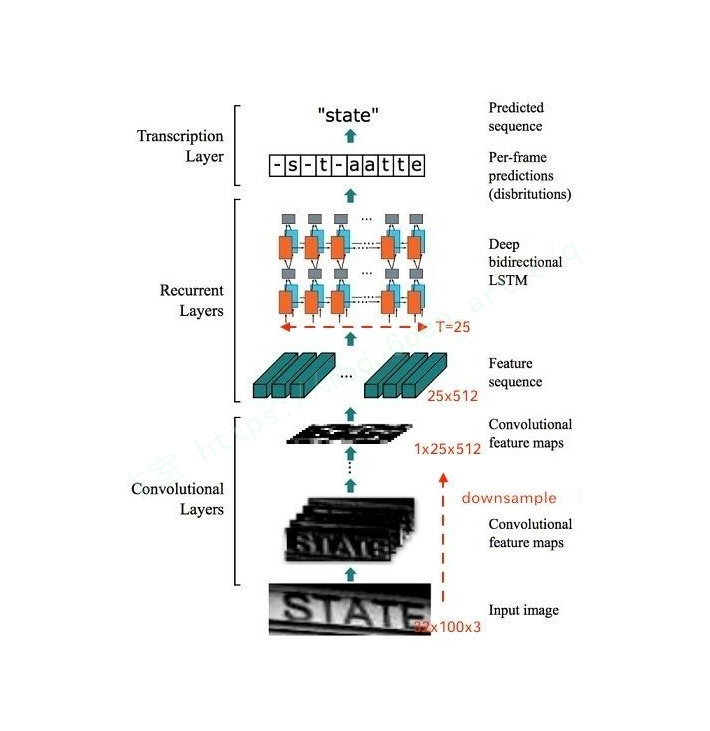 "state"
Predicted
sequence
Transcription
Layer
-s-t-aatte
Per-frame
predictions
(disbritutions)
...
Deep
bidirectional
LSTM
...
Recurrent
Layers
T=25
...
Feature
sequence
25x512
Convolutional
feature maps
1x25x512
Convolutional
Layers
downsample
Convolutional
feature maps
STATE
STATE
Input image
32x100x3